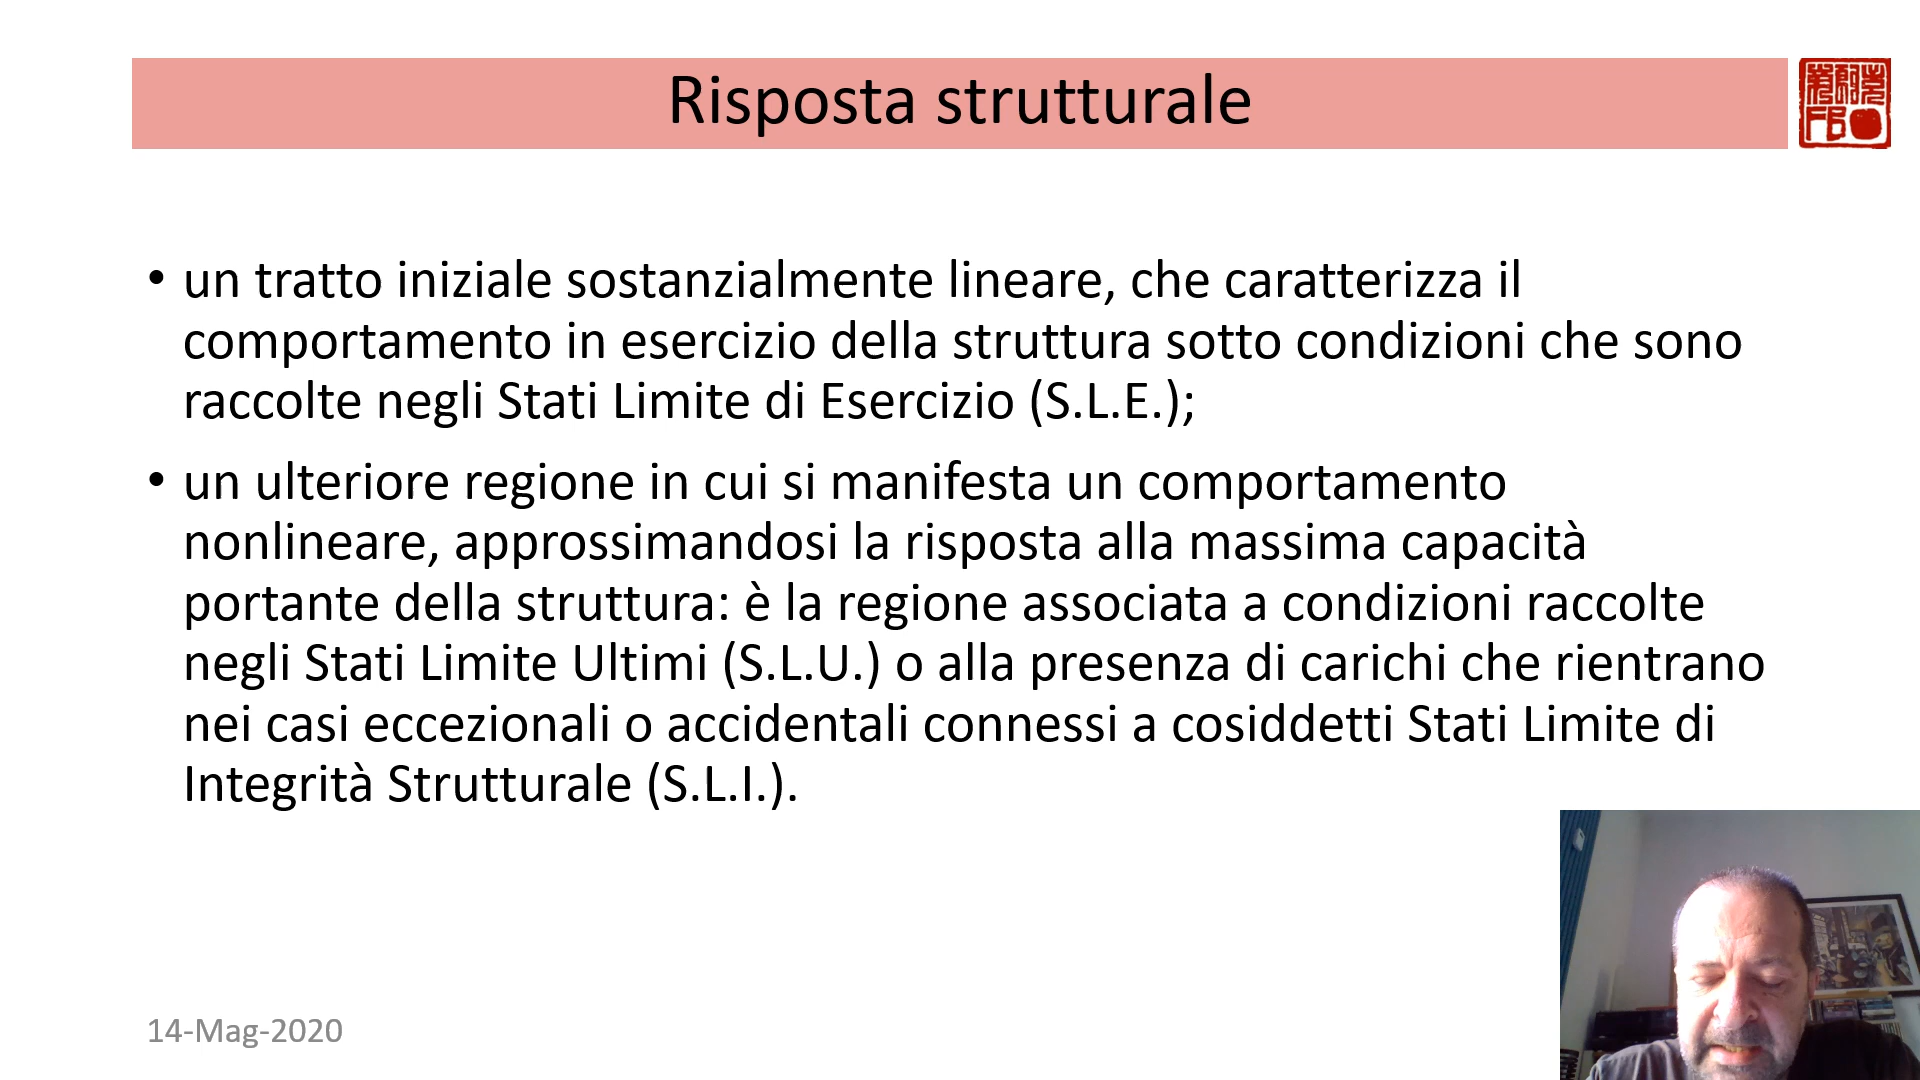 Risposta strutturale
FB
• un tratto iniziale sostanzialmente lineare, che caratterizza il
comportamento in esercizio della struttura sotto condizioni che sono
raccolte negli Stati Limite di Esercizio (S.L.E.);
• un ulteriore regione in cui si manifesta un comportamento
nonlineare, approssimandosi la risposta alla massima capacità
portante della struttura: è la regione associata a condizioni raccolte
negli Stati Limite Ultimi (S.L.U.) o alla presenza di carichi che rientrano
nei casi eccezionali o accidentali connessi a cosiddetti Stati Limite di
Integrità Strutturale (S.L.I.).
14-Mag-2020